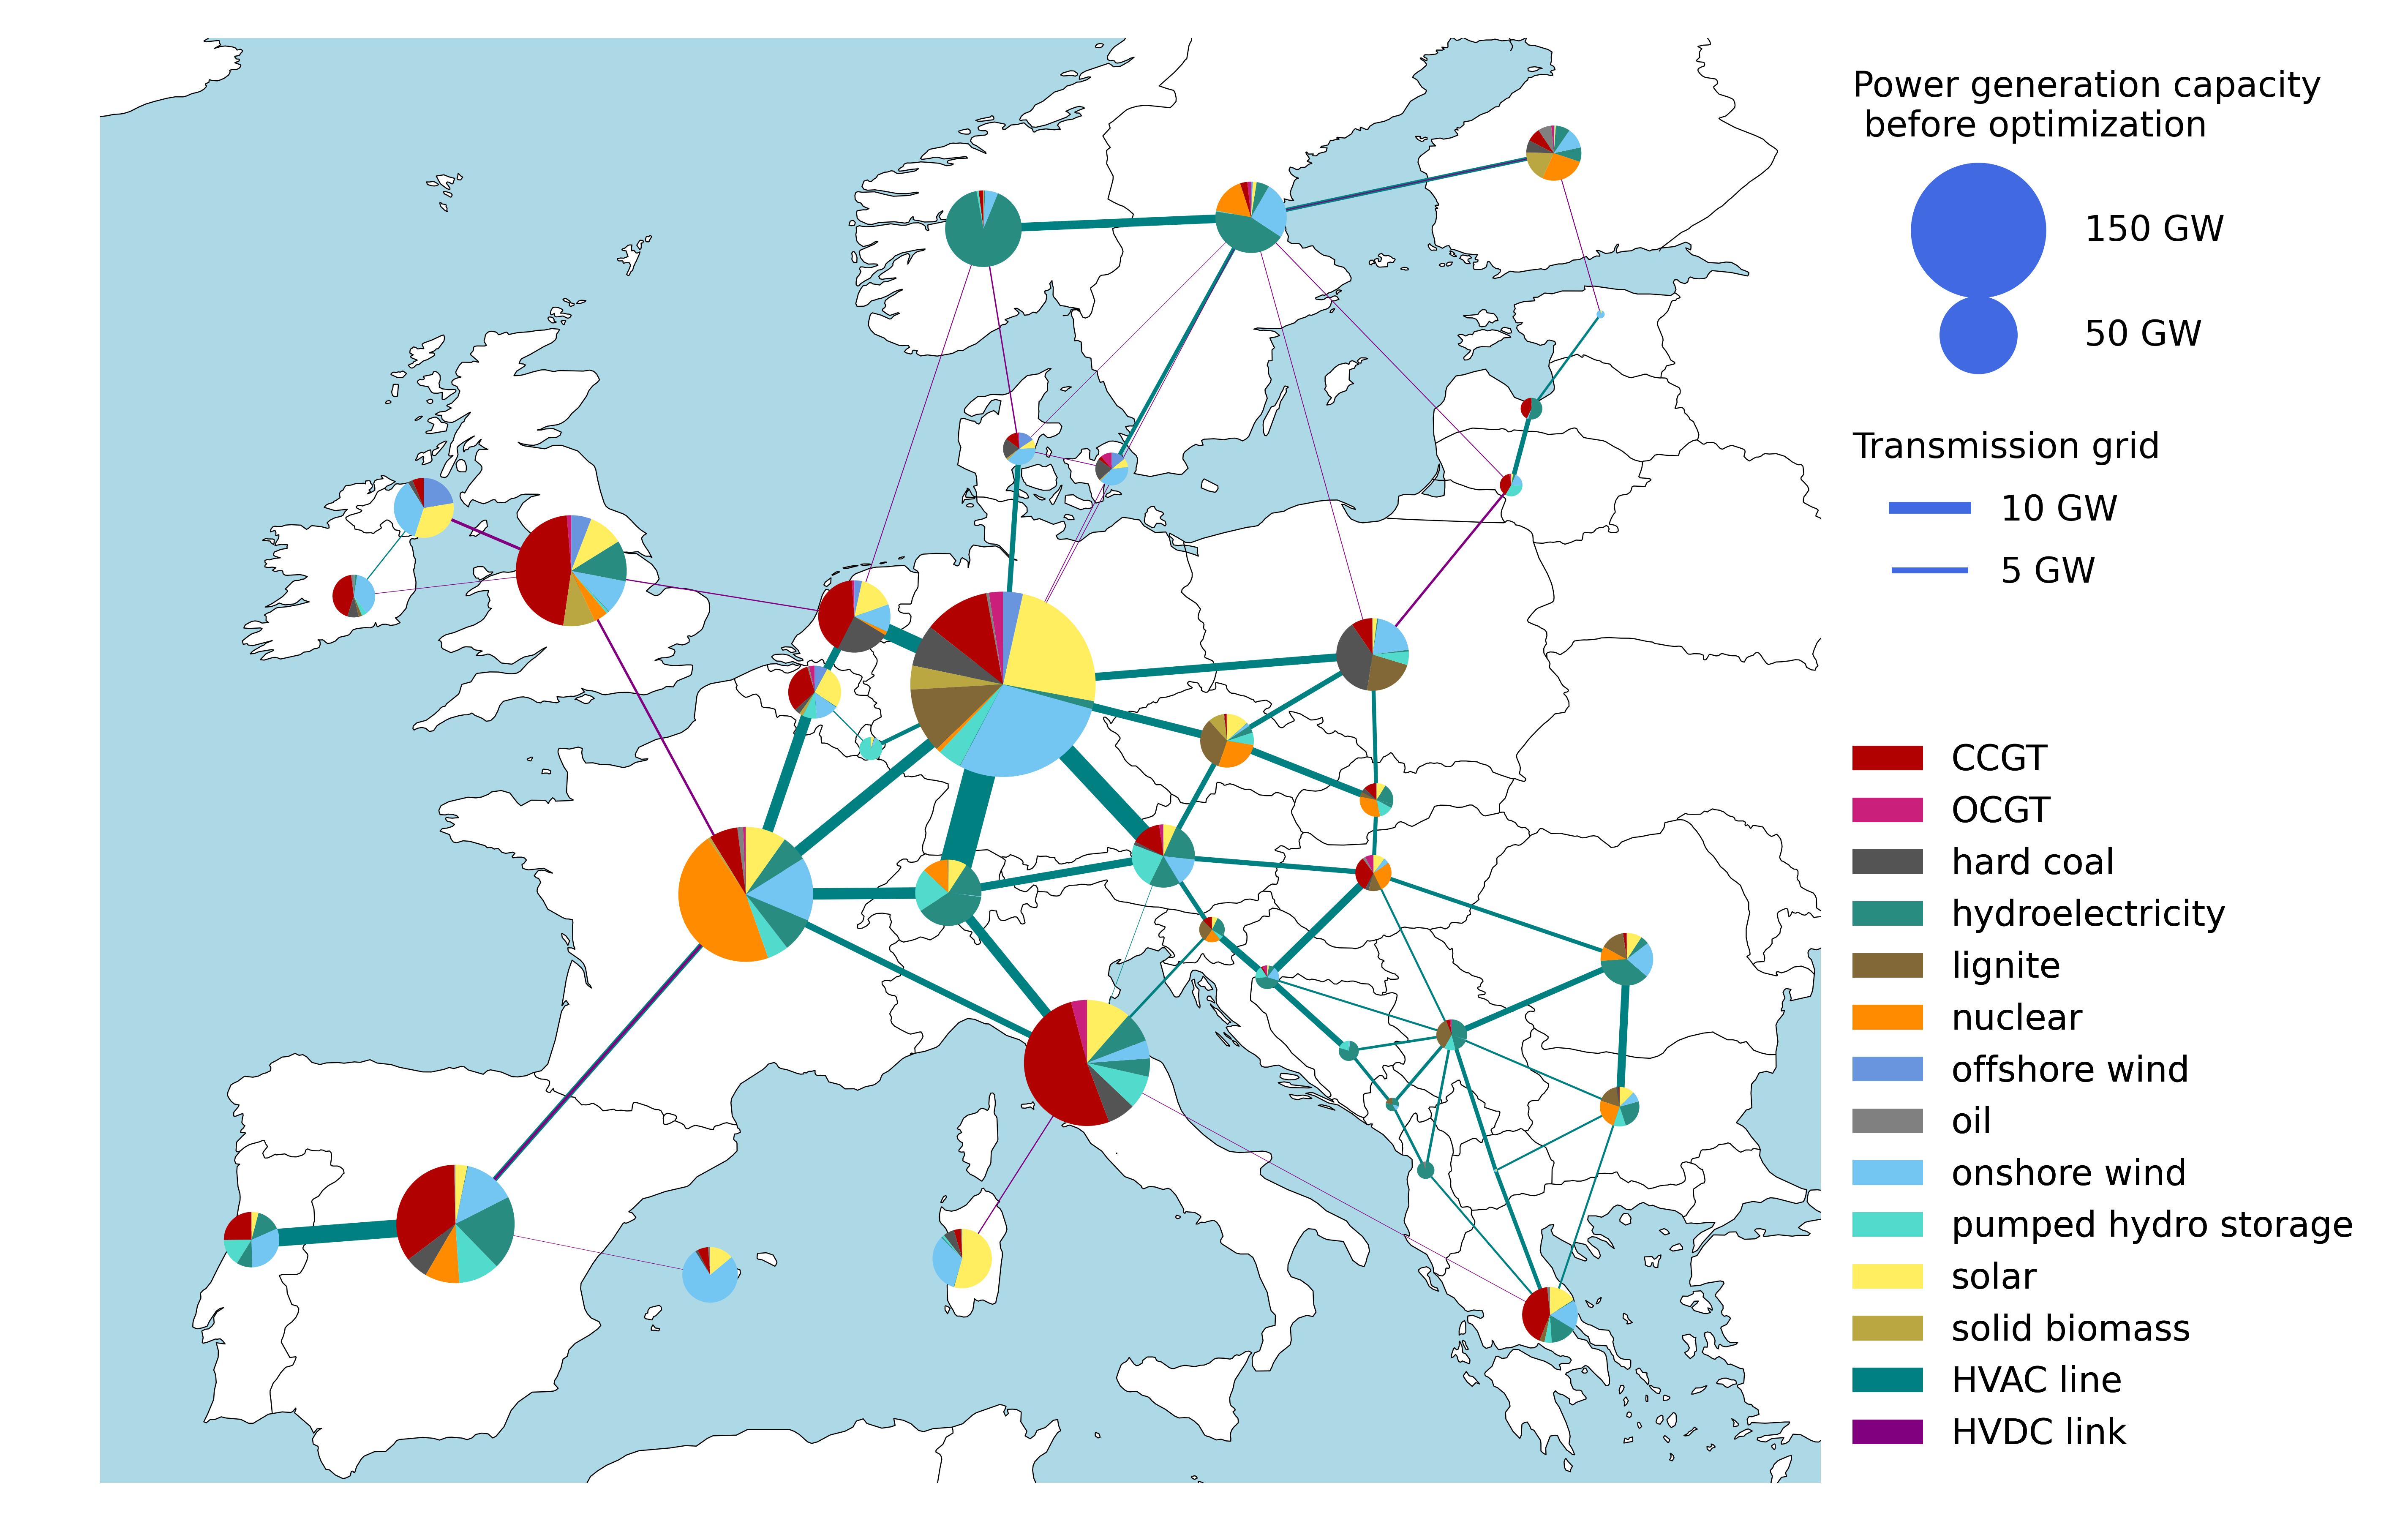 Power generation capacity
before optimization
150 GW
50 GW
Transmission grid
10 GW
5 GW
CCGT
OCGT
hard coal
hydroelectricity
lignite
nuclear
offshore wind
oil
onshore wind
pumped hydro storage
solar
solid biomass
HVAC line
HVDC link